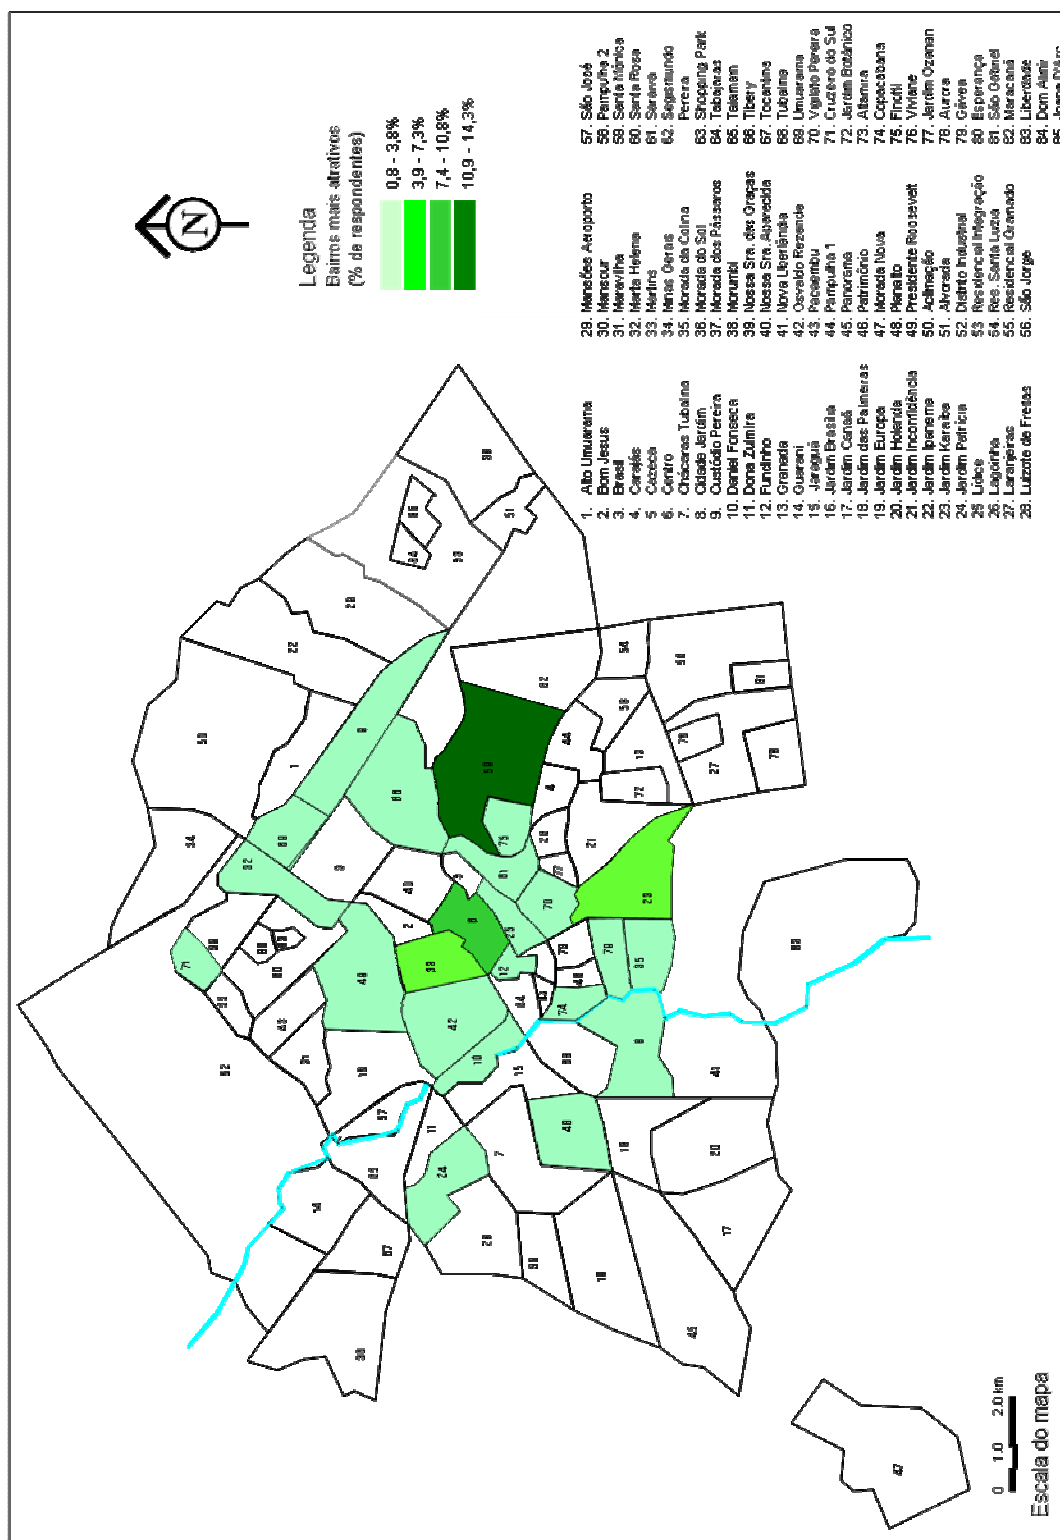 N
Legenda
Bairros mais atrativos
(% de respondentes)
0,8 - 3,8%
3,9 - 7,3%
7,4 - 10,8%
10,9 - 14,3%
1. Alto Umuarama
2. Bom Jesus
3. Brasil
4. Carajás
5. Cazeca
6. Centro
7. Chácaras Tubalina
8. Cidade Jardim
9. Custódio Pereira
10. Daniel Fonseca
11. Dona Zulmira
12. Fundinho
13. Granada
14. Guarani
15. Jaraguá
16. Jardim Brasília
17. Jardim Canaã
18. Jardim das Palmeiras
19. Jardim Europa
20. Jardim Holanda
21. Jardim Inconfidência
22. Jardim Ipanema
23. Jardim Karaíba
24. Jardim Patrícia
25. Lídice
26. Lagoinha
27. Laranjeiras
28. Luizote de Freitas
29. Mansões Aeroporto
30. Mansour
31. Maravilha
32. Marta Helena
33. Martins
34. Minas Gerais
35. Morada da Colina
36. Morada do Sol
37. Morada dos Pássaros
38. Morumbi
39. Nossa Sra. das Graças
40. Nossa Sra. Aparecida
41. Nova Uberlândia
42. Osvaldo Rezende
43. Pacaembu
44. Pampulha 1
45. Panorama
46. Patrimônio
47. Morada Nova
48. Planalto
49. Presidente Roosevelt
50. Aclimação
51. Alvorada
52. Distrito Industrial
53. Residencial Integração
54. Res. Santa Luzia
55. Residencial Gramado
56. São Jorge
57. São José
58. Pampulha 2
59. Santa Mônica
60. Santa Rosa
61. Saraiva
62. Segismundo
Pereira
63. Shopping Park
64. Tabajaras
65. Taiaman
66. Tibery
67. Tocantins
68. Tubalina
69. Umuarama
70. Vigilato Pereira
71. Cruzeiro do Sul
72. Jardim Botânico
73. Altamira
74. Copacabana
75. Finotti
76. Viviane
77. Jardim Ozanan
78. Aurora
79. Gávea
80. Esperança
81. São Gabriel
82. Maracanã
83. Liberdade
84. Dom Almir
0 1.0 2.0 km
Escala do mapa